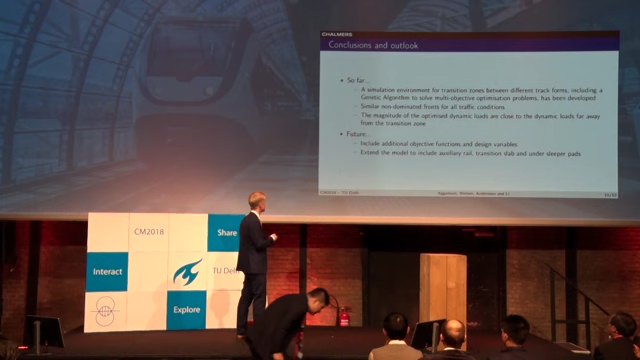 CHALMERS
Conclusions and outlook
• So far...
– A simulation environment for transition zones between different track forms, including a
Genetic Algorithm to solve multi-objective optimisation problems, has been developed
– Similar non-dominated fronts for all traffic conditions
– The magnitude of the optimised dynamic loads are close to the dynamic loads far away
from the transition zone
• Future...
– Include additional objective functions and design variables
– Extend the model to include auxiliary rail, transition slab and under sleeper pads
CM2018
Share
Interact
TU Delft
Explore